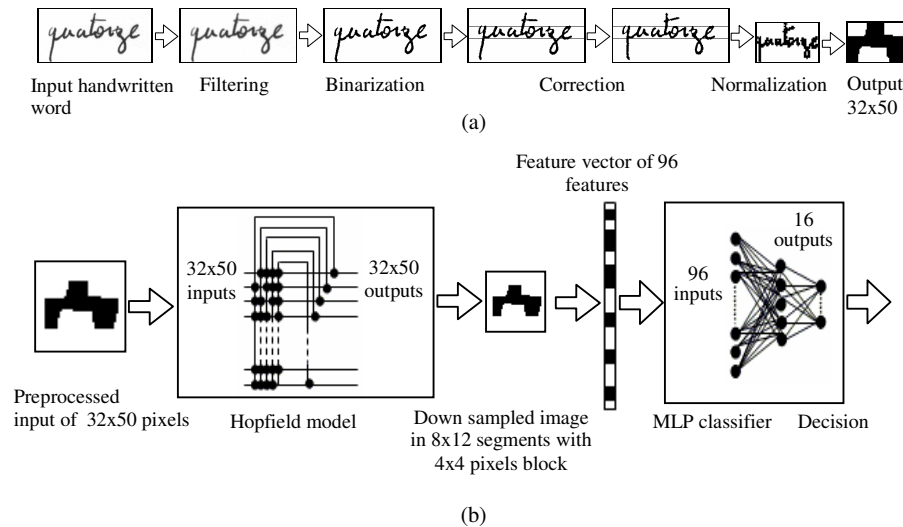 quatorze quatorze quatorze quatorze quatorze quatorze
Input handwritten word
Filtering
Binarization
Correction
Normalization
Output 32x50
(a)
Feature vector of 96
features
32x50
inputs
32x50
outputs
96
inputs
16
outputs
Preprocessed
input of 32x50 pixels
Hopfield model
Down sampled image
in 8x12 segments with
4x4 pixels block
MLP classifier
Decision
(b)